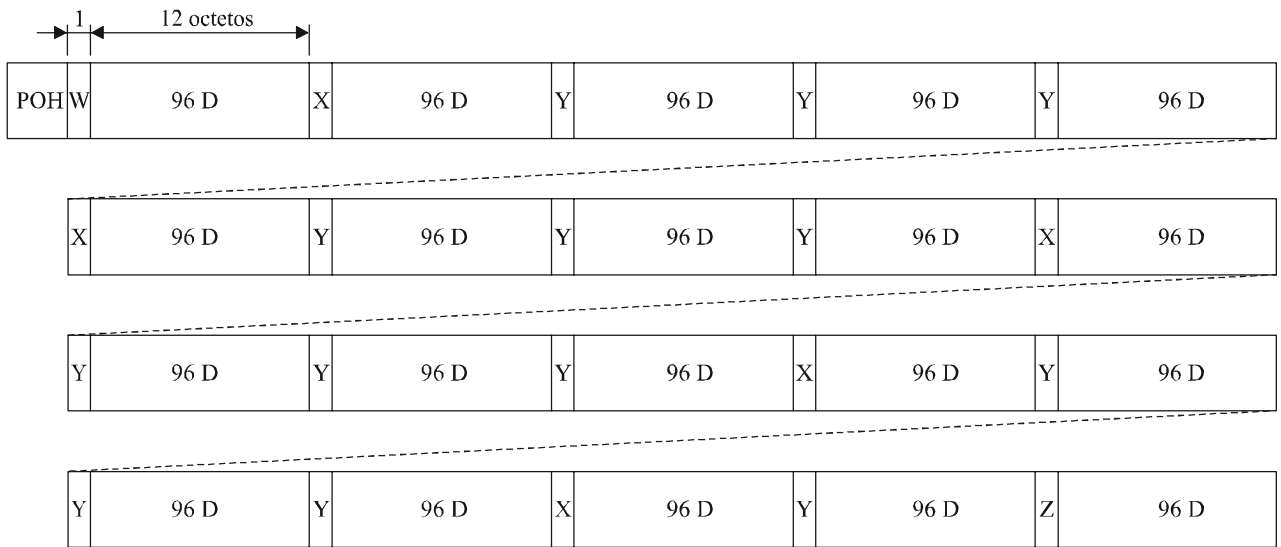 1 12 octetos
POH W 96 D X 96 D Y 96 D Y 96 D Y 96 D
X 96 D Y 96 D Y 96 D Y 96 D X 96 D
Y 96 D Y 96 D Y 96 D X 96 D Y 96 D
Y 96 D Y 96 D X 96 D Y 96 D Z 96 D